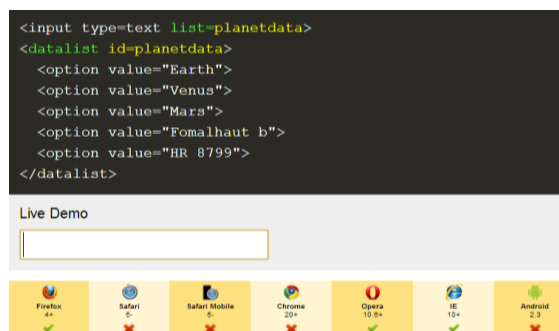 <input type=text list=planetdata>
<datalist id=planetdata>
<option value="Earth">
<option value="Venus">
<option value="Mars">
<option value="Fomalhaut b">
<option value="HR 8799">
</datalist>
Live Demo
Firefox Safari Safari Mobile Chrome Opera IE Android
4+ 5- 5- 20+ 10.6+ 10+ 2.3